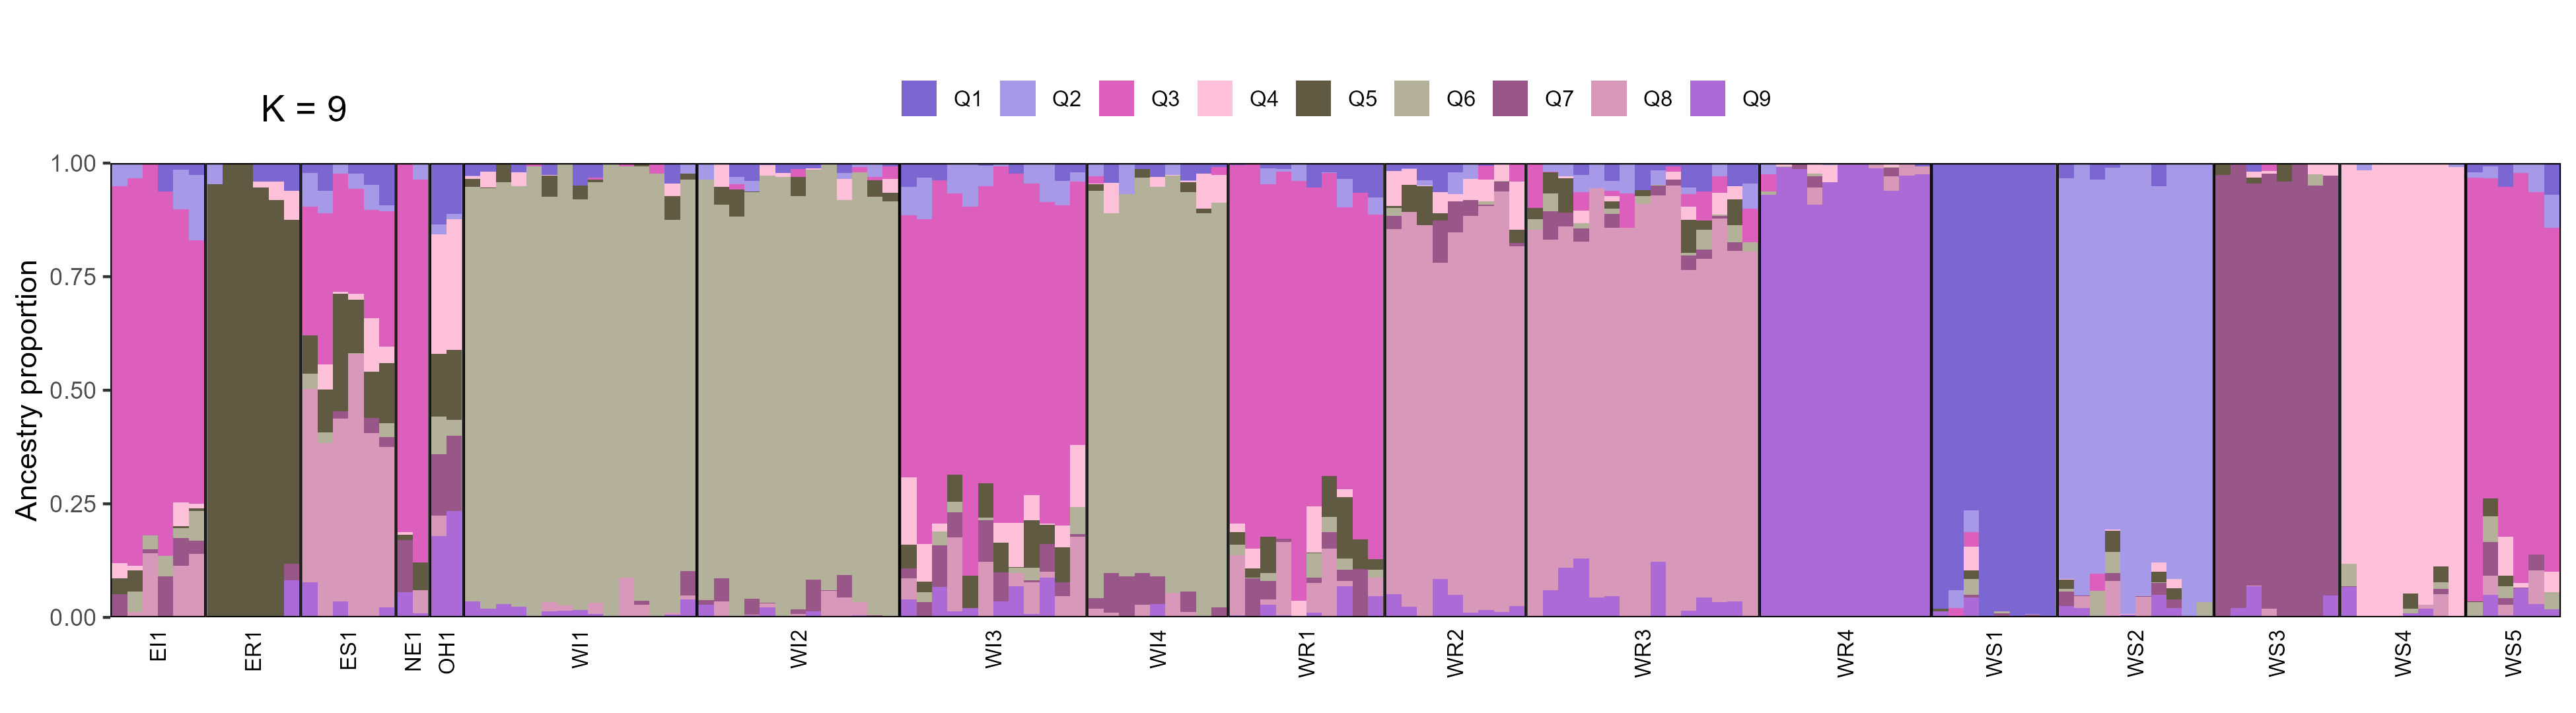 K = 9
Q1 Q2 Q3 Q4 Q5 Q6 Q7 Q8 Q9
Ancestry proportion
1.00
0.75
0.50
0.25
0.00
EI1 ER1 ES1 NE1 OH1 WI1 WI2 WI3 WI4 WR1 WR2 WR3 WR4 WS1 WS2 WS3 WS4 WS5